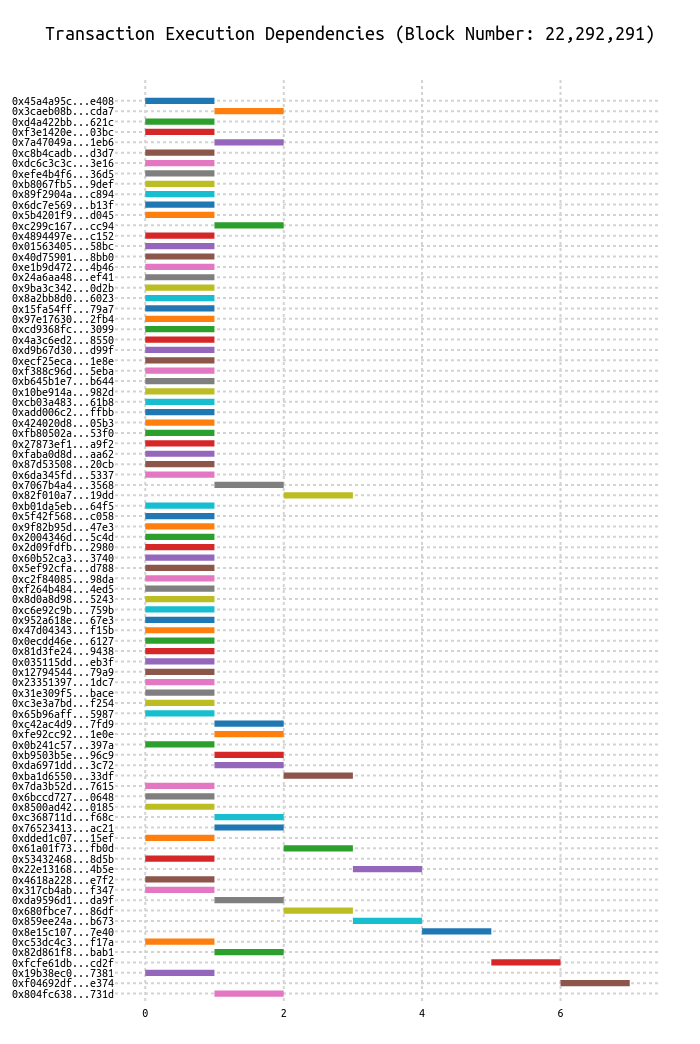 Transaction Execution Dependencies (Block Number: 22,292,291)
0x45a4a95c...e408
0x3caeb08b...cda7
0xd4a422bb...621c
0xf3e1420e...03bc
0x7a47049a...1eb6
0xc8b4cadb...d3d7
0xdc6c3c3c...3e16
0xefe4b4f6...36d5
0xb8067fb5...9def
0x89f2904a...c894
0x6dc7e569...b13f
0x5b4201f9...d045
0xc299c167...cc94
0x4894497e...c152
0x01563405...58bc
0x40d75901...8bb0
0xe1b9d472...4b46
0x24a6aa48...ef41
0x9ba3c342...0d2b
0x8a2bb8d0...6023
0x15fa54ff...79a7
0x97e17630...2fb4
0xcd9368fc...3099
0x4a3c6ed2...8550
0xd9b67d30...d99f
0xecf25eca...1e8e
0xf388c96d...5eba
0xb645b1e7...b644
0x10be914a...982d
0xcb03a483...61b8
0xadd006c2...ffbb
0x424020d8...05b3
0xfb80502a...53f0
0x27873ef1...a9f2
0xfaba0d8d...aa62
0x87d53508...20cb
0x6da345fd...5337
0x7067b4a4...3568
0x82f010a7...19dd
0xb01da5eb...64f5
0x5f42f568...c058
0x9f82b95d...47e3
0x2004346d...5c4d
0x2d09fdfb...2980
0x60b52ca3...3740
0x5ef92cfa...d788
0xc2f84085...98da
0xf264b484...4ed5
0x8d0a8d98...5243
0xc6e92c9b...759b
0x952a618e...67e3
0x47d04343...f15b
0x0ecdd46e...6127
0x81d3fe24...9438
0x035115dd...eb3f
0x12794544...79a9
0x23351397...1dc7
0x31e309f5...bace
0xc3e3a7bd...f254
0x65b96aff...5987
0xc42ac4d9...7fd9
0xfe92cc92...1e0e
0x0b241c57...397a
0xb9503b5e...96c9
0xda6971dd...3c72
0xba1d6550...33df
0x7da3b52d...7615
0x6bccd727...0648
0x8500ad42...0185
0xc368711d...f68c
0x76523413...ac21
0xdded1c07...15ef
0x61a01f73...fb0d
0x53432468...8d5b
0x22e13168...4b5e
0x4618a228...e7f2
0x317cb4ab...f347
0xda9596d1...da9f
0x680fbce7...86df
0x859ee24a...b673
0x8e15c107...7e40
0xc53dc4c3...f17a
0x82d861f8...bab1
0xfcfe61db...cd2f
0x19b38ec0...7381
0xf04692df...e374
0x804fc638...731d
0 2 4 6